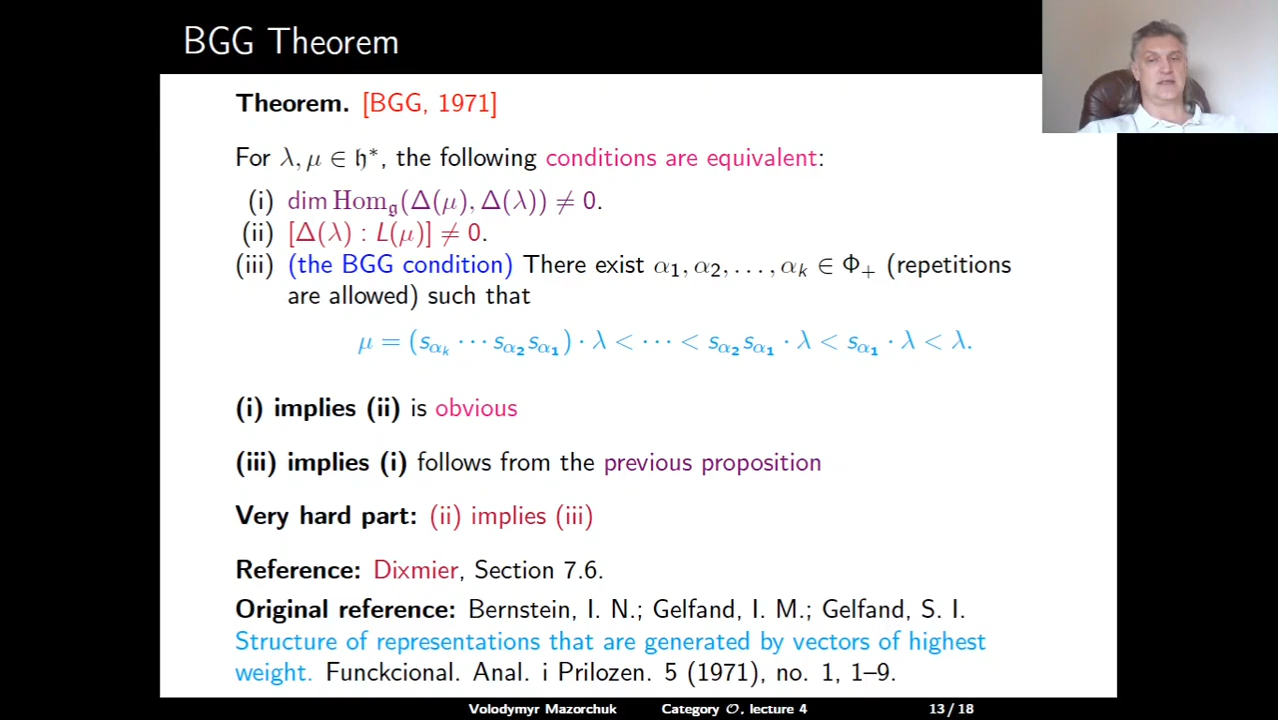 BGG Theorem
Theorem. [BGG, 1971]
For λ, μ ∈ 𝔥*, the following conditions are equivalent:
(i) dim Hom_𝔤(Δ(μ), Δ(λ)) ≠ 0.
(ii) [Δ(λ) : L(μ)] ≠ 0.
(iii) (the BGG condition) There exist α₁, α₂, . . . , αₖ ∈ Φ₊ (repetitions
are allowed) such that
μ = (s_{αₖ} · · · s_{α₂} s_{α₁}) · λ < · · · < s_{α₂} s_{α₁} · λ < s_{α₁} · λ < λ.
(i) implies (ii) is obvious
(iii) implies (i) follows from the previous proposition
Very hard part: (ii) implies (iii)
Reference: Dixmier, Section 7.6.
Original reference: Bernstein, I. N.; Gelfand, I. M.; Gelfand, S. I.
Structure of representations that are generated by vectors of highest
weight. Funckcional. Anal. i Prilozen. 5 (1971), no. 1, 1–9.
Volodymyr Mazorchuk Category 𝒪, lecture 4 13 / 18